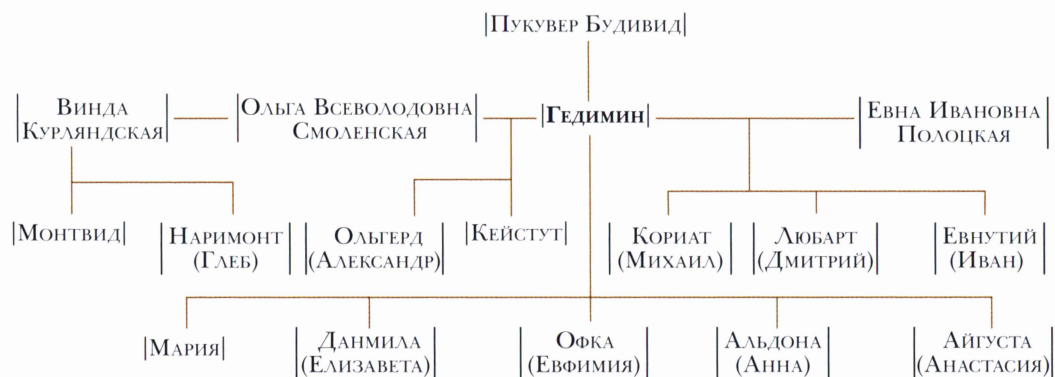 Пукувер Будивид
Винда
Курляндская
Ольга Всеволодовна
Смоленская
Гедимин
Евна Ивановна
Полоцкая
Монтвид
Наримонт
(Глеб)
Ольгерд
(Александр)
Кейстут
Кориат
(Михаил)
Любарт
(Дмитрий)
Евнутий
(Иван)
Мария
Данмила
(Елизавета)
Офка
(Евфимия)
Альдона
(Анна)
Айгуста
(Анастасия)